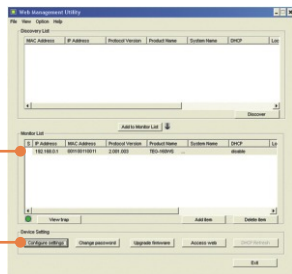 Web Management Utility
File View Option Help
Discovery List
MAC Address IP Address Protocol Version Product Name System Name DHCP Loc
Discover
Add to Monitor List
Monitor List
S IP Address MAC Address Protocol Version Product Name System Name DHCP Lo
192.168.0.1 001100110011 2.001.003 disable
View trap Add item Delete item
Device Setting
Configure settings Change password Upgrade firmware Access web
Exit